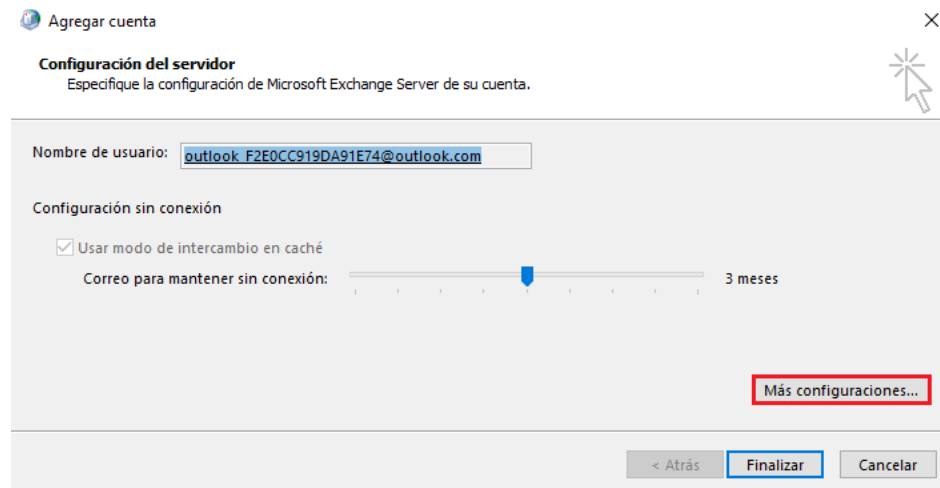 Agregar cuenta
Configuración del servidor
Especifique la configuración de Microsoft Exchange Server de su cuenta.
Nombre de usuario: outlook_F2E0CC919DA91E74@outlook.com
Configuración sin conexión
Usar modo de intercambio en caché
Correo para mantener sin conexión: 3 meses
Más configuraciones...
< Atrás Finalizar Cancelar